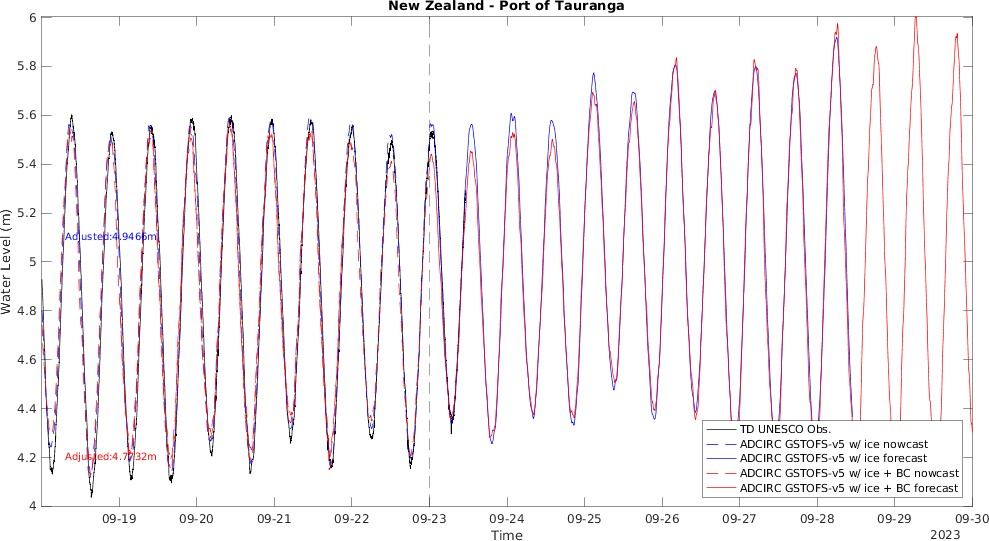 New Zealand - Port of Tauranga
6
5.8
5.6
5.4
5.2
5
4.8
4.6
4.4
4.2
4
Water Level (m)
Adjusted:4.9466m
Adjusted:4.7732m
TD UNESCO Obs.
ADCIRC GSTOFS-v5 w/ ice nowcast
ADCIRC GSTOFS-v5 w/ ice forecast
ADCIRC GSTOFS-v5 w/ ice + BC nowcast
ADCIRC GSTOFS-v5 w/ ice + BC forecast
09-19 09-20 09-21 09-22 09-23 09-24 09-25 09-26 09-27 09-28 09-29 09-30
Time
2023